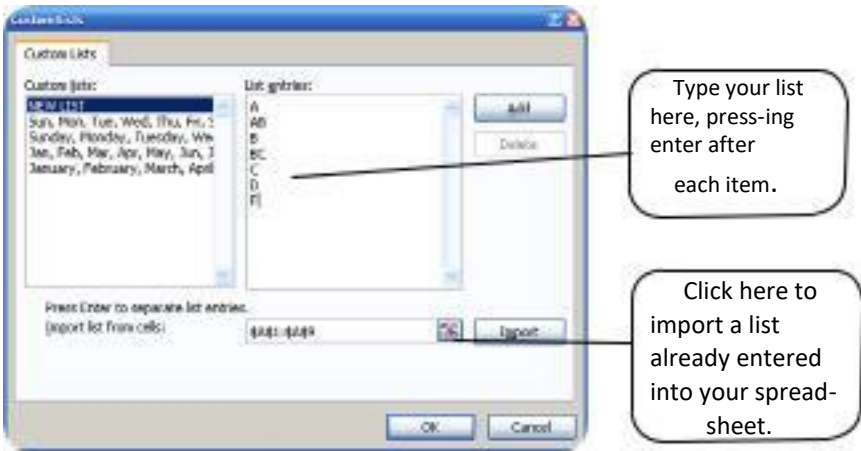 Custom Lists
Custom Lists
Custom lists:
NEW LIST
Sun, Mon, Tue, Wed, Thu, Fri, S
Sunday, Monday, Tuesday, We
Jan, Feb, Mar, Apr, May, Jun, J
January, February, March, April
List entries:
A
AB
B
BC
C
D
F
Add
Delete
Press Enter to separate list entries.
Import list from cells:
Import
OK
Cancel
Type your list
here, press-ing
enter after
each item.
Click here to
import a list
already entered
into your spread-
sheet.